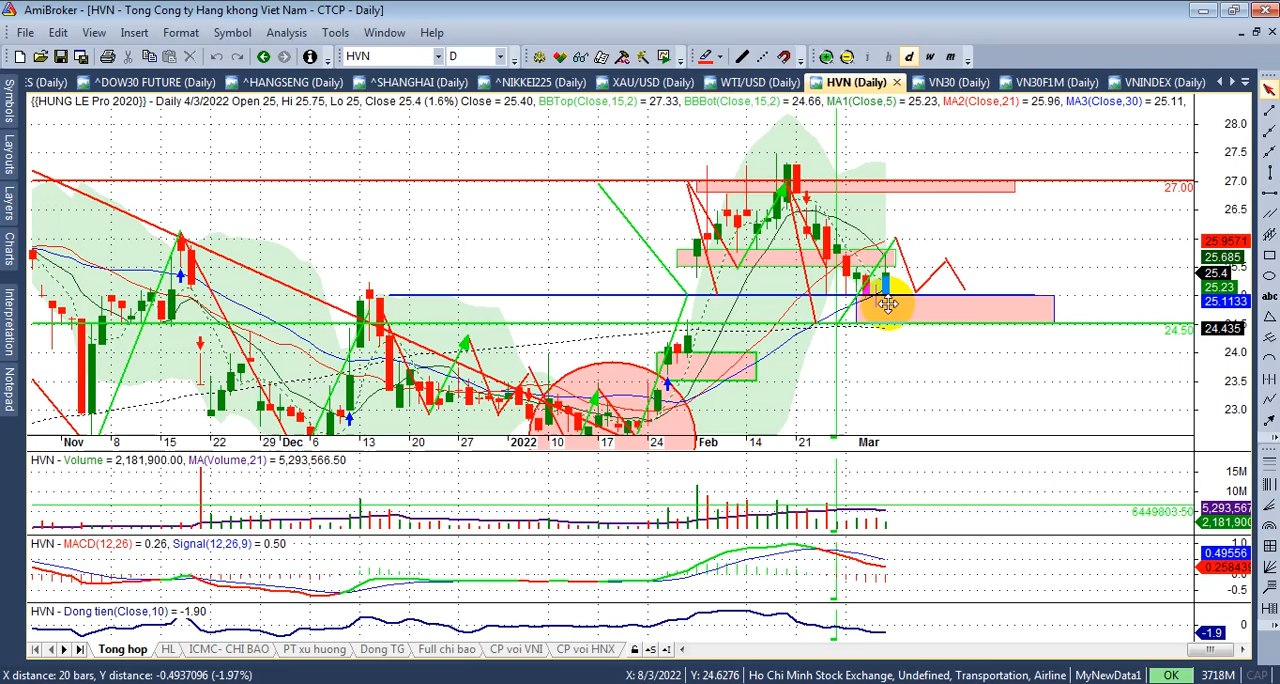 AmiBroker - [HVN - Tong Cong ty Hang khong Viet Nam - CTCP - Daily]
File Edit View Insert Format Symbol Analysis Tools Window Help
HVN D i h d w m
CS (Daily) ^DOW30 FUTURE (Daily) ^HANGSENG (Daily) ^SHANGHAI (Daily) ^NIKKEI225 (Daily) XAU/USD (Daily) WTI/USD (Daily) HVN (Daily) VN30 (Daily) VN30F1M (Daily) VNINDEX (Daily)
Symbols
Layouts
Layers
Charts
Interpretation
Notepad
{{HUNG LE Pro 2020}} - Daily 4/3/2022 Open 25, Hi 25.75, Lo 25, Close 25.4 (1.6%) Close = 25.40, BBTop(Close,15,2) = 27.33, BBBot(Close,15,2) = 24.66, MA1(Close,5) = 25.23, MA2(Close,21) = 25.96, MA3(Close,30) = 25.11,
28.0
27.5
27.0
27.00
26.5
25.9571
25.685
25.4
25.23
25.1133
24.50
24.435
24.0
23.5
23.0
abc
Nov 8 15 22 29 Dec 6 13 20 27 2022 10 17 24 Feb 14 21 Mar
HVN - Volume = 2,181,900.00, MA(Volume,21) = 5,293,566.50
15M
10M
5,293,567
6449803.50
2,181,900
HVN - MACD(12,26) = 0.26, Signal(12,26,9) = 0.50
1.0
0.49556
0.258439
0.0
-0.5
HVN - Dong tien(Close,10) = -1.90
0
-1.9
Tong hop HL ICMC- CHI BAO PT xu huong Dong TG Full chi bao CP voi VNI CP voi HNX
X distance: 20 bars, Y distance: -0.4937096 (-1.97%) X: 8/3/2022 Y: 24.6276 Ho Chi Minh Stock Exchange, Undefined, Transportation, Airline MyNewData1 OK 3718M CAP